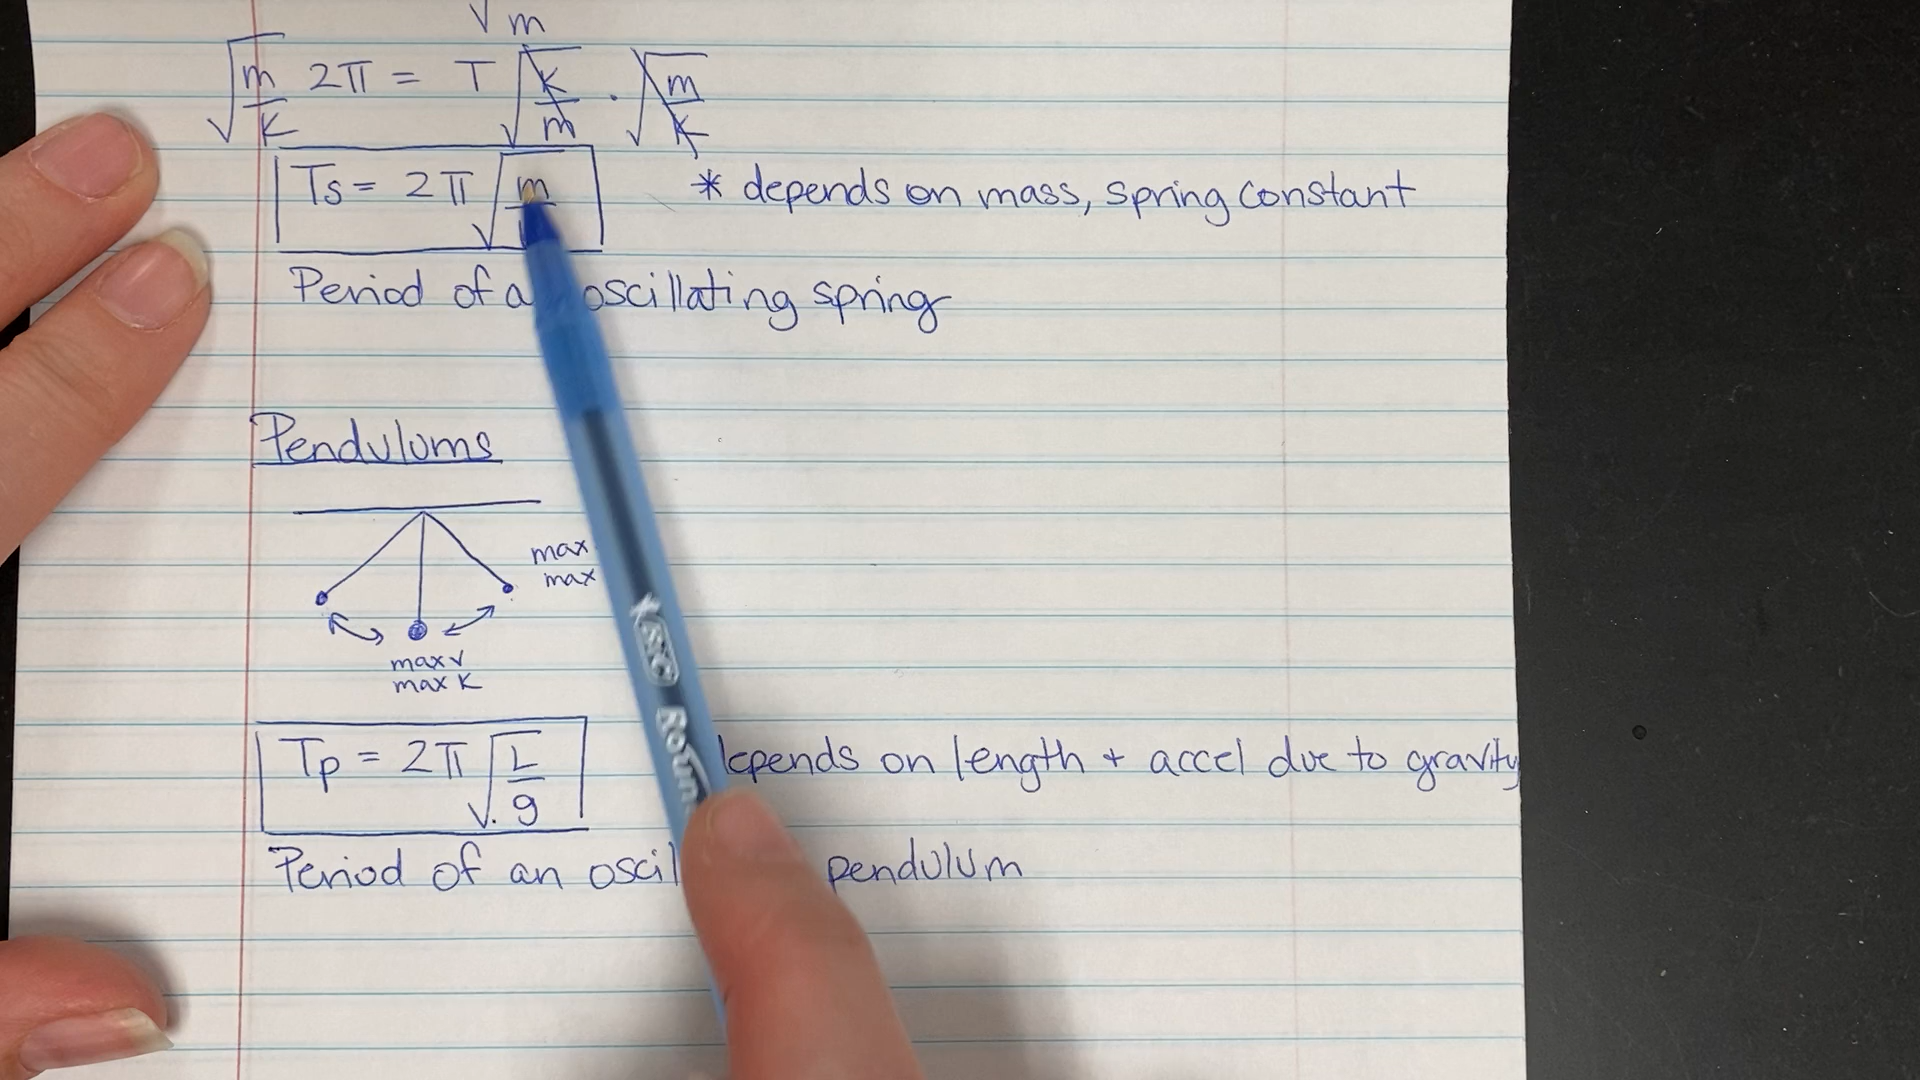 √m
√m/K 2π = T √K/m · √m/K
Ts = 2π √m * depends on mass, spring constant
Period of a oscillating spring
Pendulums
max
max
max v
max K
Tp = 2π √L/g depends on length + accel due to gravity
Period of an oscil pendulum
BIC
Round